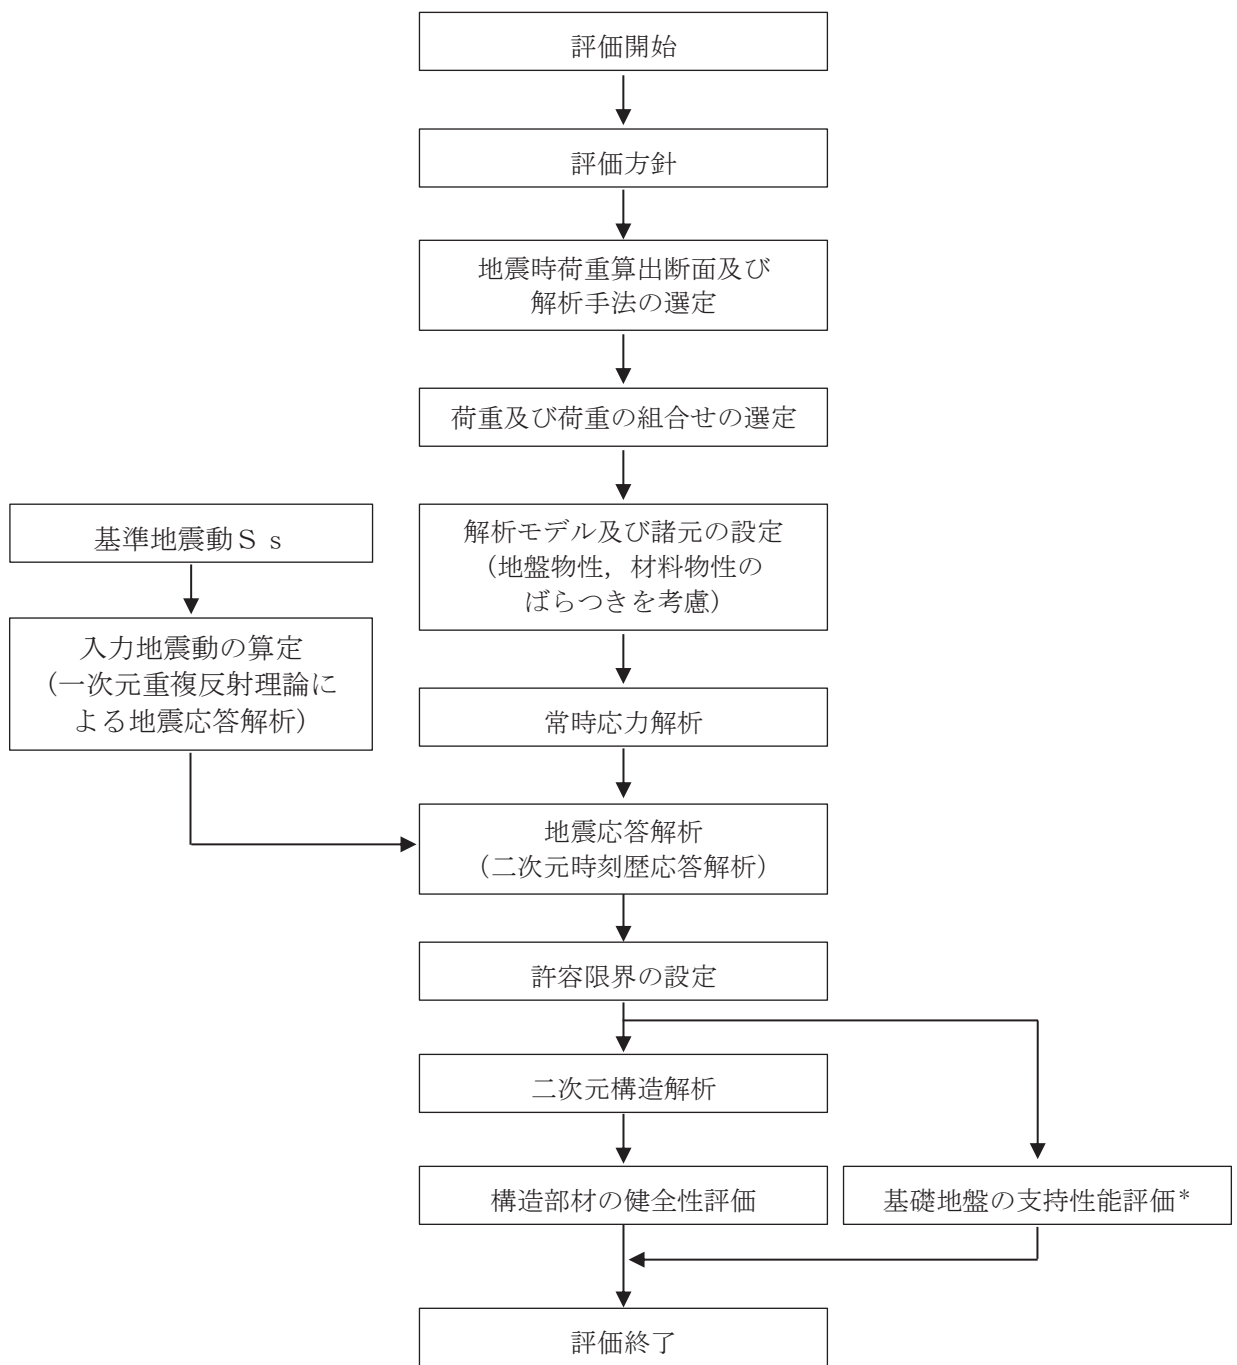 評価開始
評価方針
地震時荷重算出断面及び
解析手法の選定
荷重及び荷重の組合せの選定
基準地震動Ｓｓ
入力地震動の算定
（一次元重複反射理論に
よる地震応答解析）
解析モデル及び諸元の設定
（地盤物性，材料物性の
ばらつきを考慮）
常時応力解析
地震応答解析
（二次元時刻歴応答解析）
許容限界の設定
二次元構造解析
構造部材の健全性評価
基礎地盤の支持性能評価*
評価終了